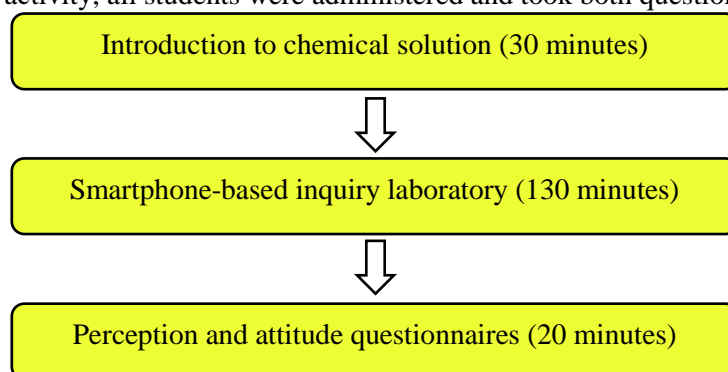 activity, all students were administered and took both question
Introduction to chemical solution (30 minutes)
Smartphone-based inquiry laboratory (130 minutes)
Perception and attitude questionnaires (20 minutes)